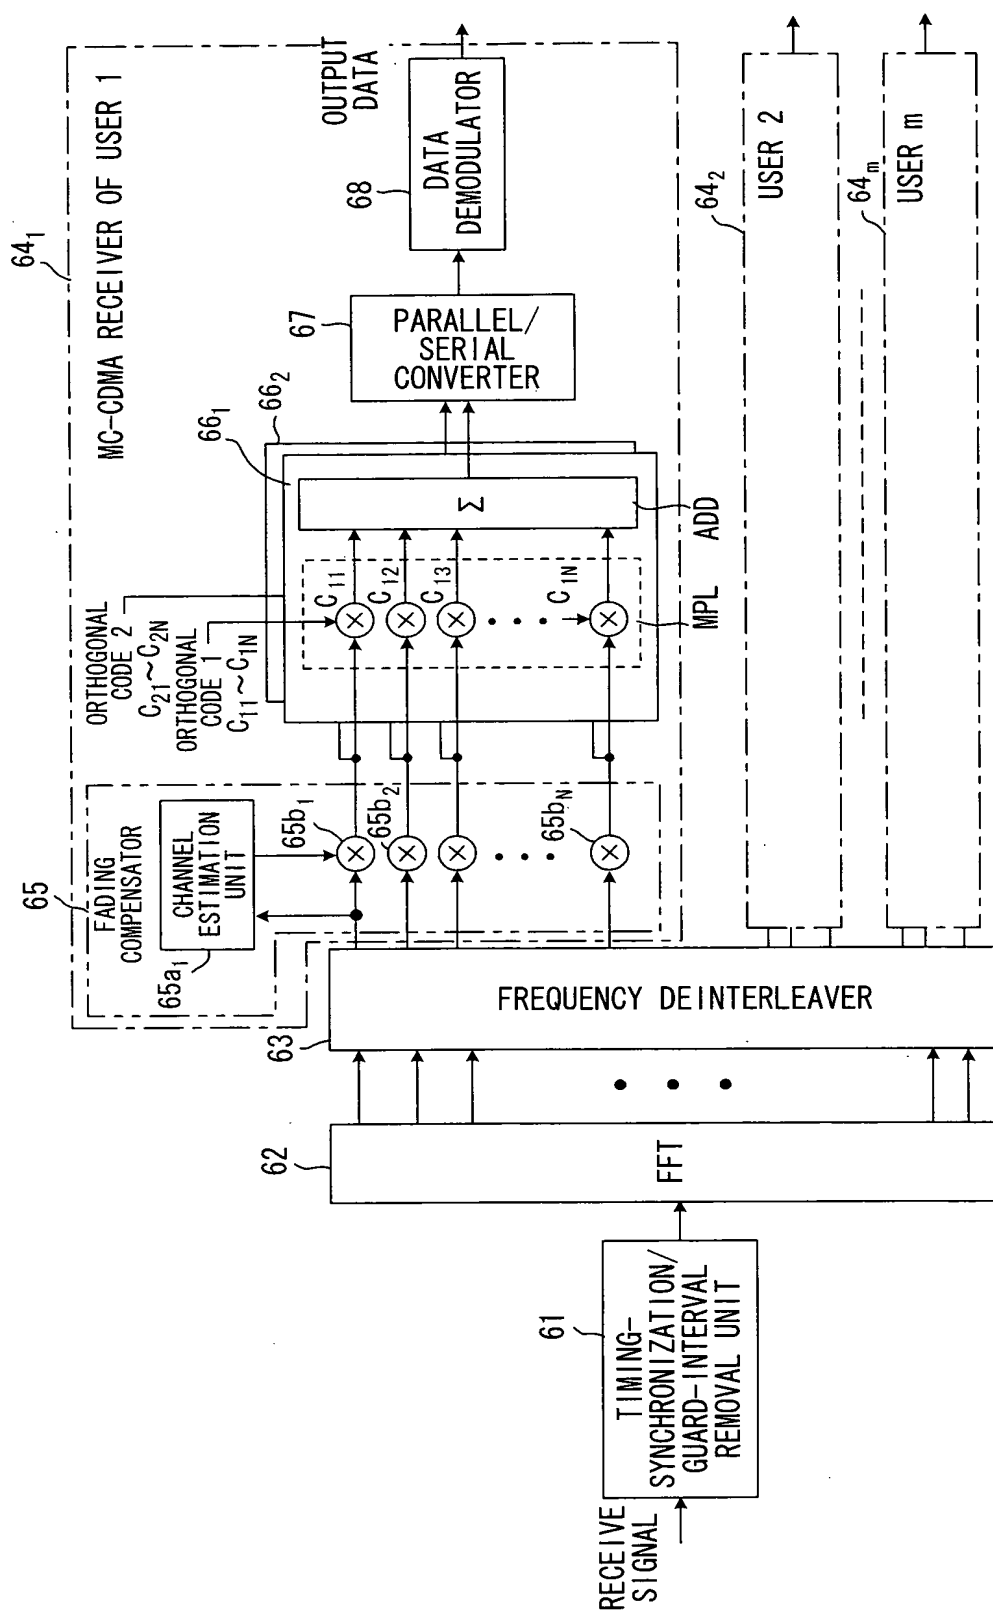 RECEIVE
SIGNAL
61
TIMING-
SYNCHRONIZATION/
GUARD-INTERVAL
REMOVAL UNIT
62
FFT
63
FREQUENCY DEINTERLEAVER
64₁
MC-CDMA RECEIVER OF USER 1
65
FADING
COMPENSATOR
65a₁
CHANNEL
ESTIMATION
UNIT
65b₁
65b₂
65bN
ORTHOGONAL
CODE 2
C₂₁~C₂N
ORTHOGONAL
CODE 1
C₁₁~C₁N
66₁
66₂
C₁₁
C₁₂
C₁₃
C₁N
Σ
MPL
ADD
67
PARALLEL/
SERIAL
CONVERTER
68
DATA
DEMODULATOR
OUTPUT
DATA
64₂
USER 2
64ₘ
USER m